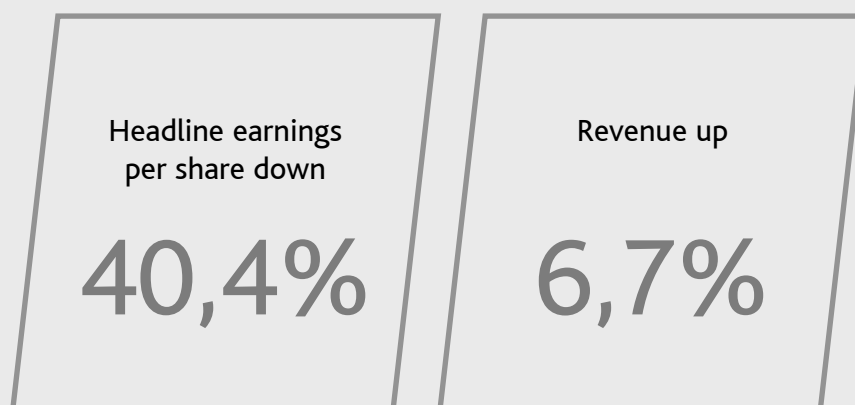 Headline earnings
per share down
40,4%
Revenue up
6,7%